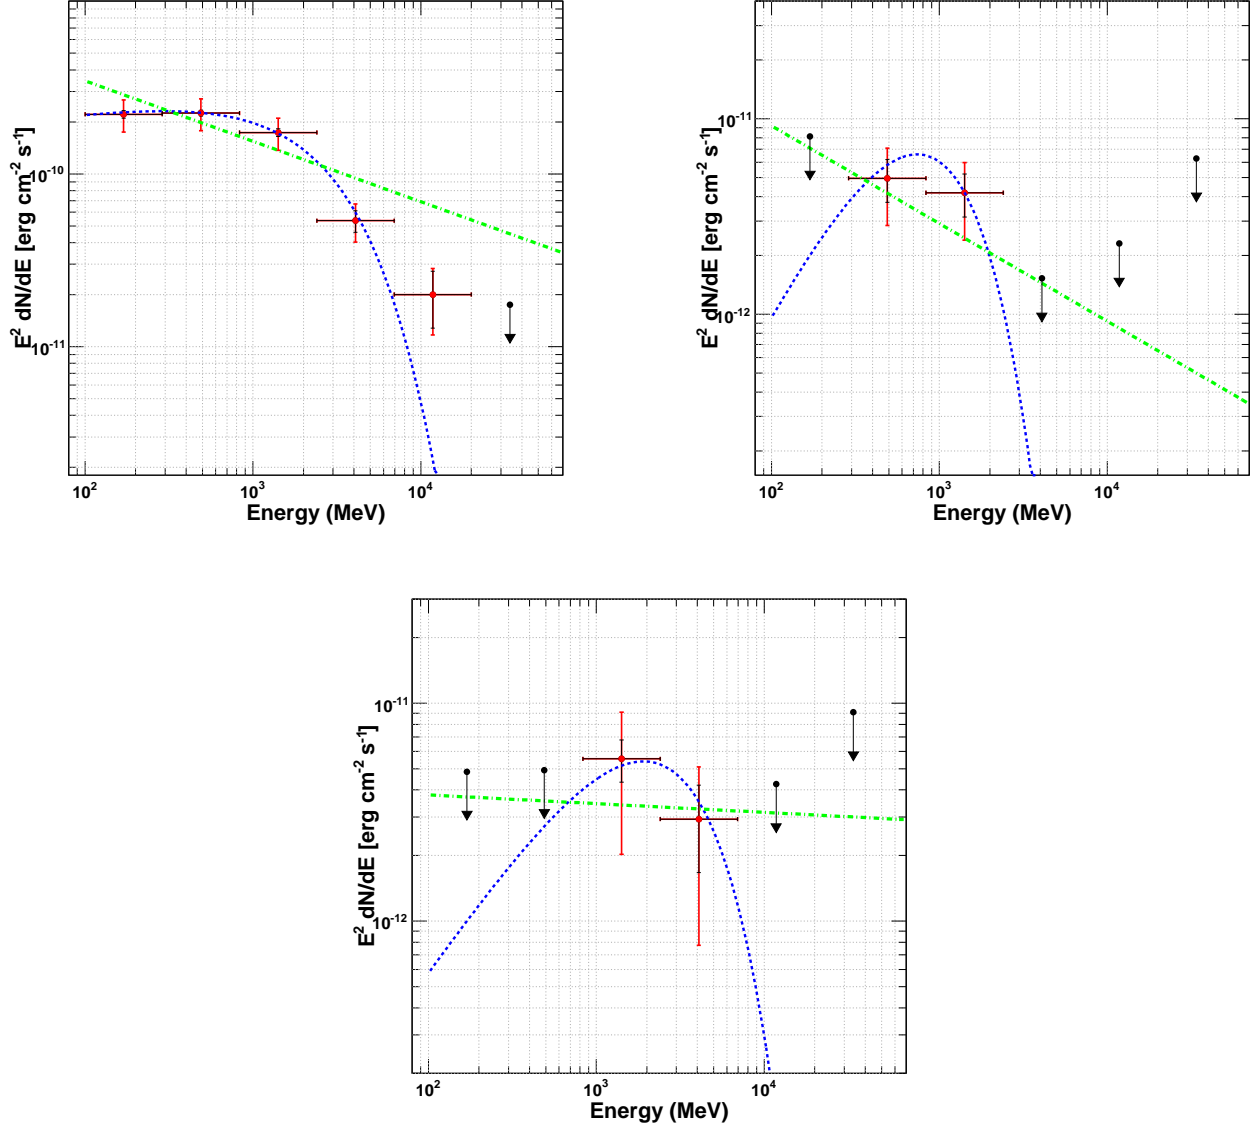 E² dN/dE [erg cm⁻² s⁻¹]
10⁻¹⁰
10⁻¹¹
10² 10³ 10⁴
Energy (MeV)
E² dN/dE [erg cm⁻² s⁻¹]
10⁻¹¹
10⁻¹²
10² 10³ 10⁴
Energy (MeV)
E² dN/dE [erg cm⁻² s⁻¹]
10⁻¹¹
10⁻¹²
10² 10³ 10⁴
Energy (MeV)